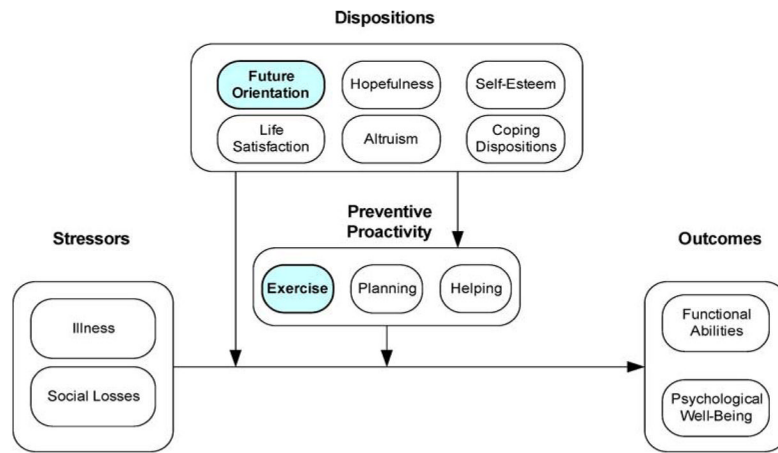 Dispositions
Future
Orientation
Hopefulness
Self-Esteem
Life
Satisfaction
Altruism
Coping
Dispositions
Preventive
Proactivity
Stressors
Outcomes
Exercise
Planning
Helping
Illness
Social Losses
Functional
Abilities
Psychological
Well-Being